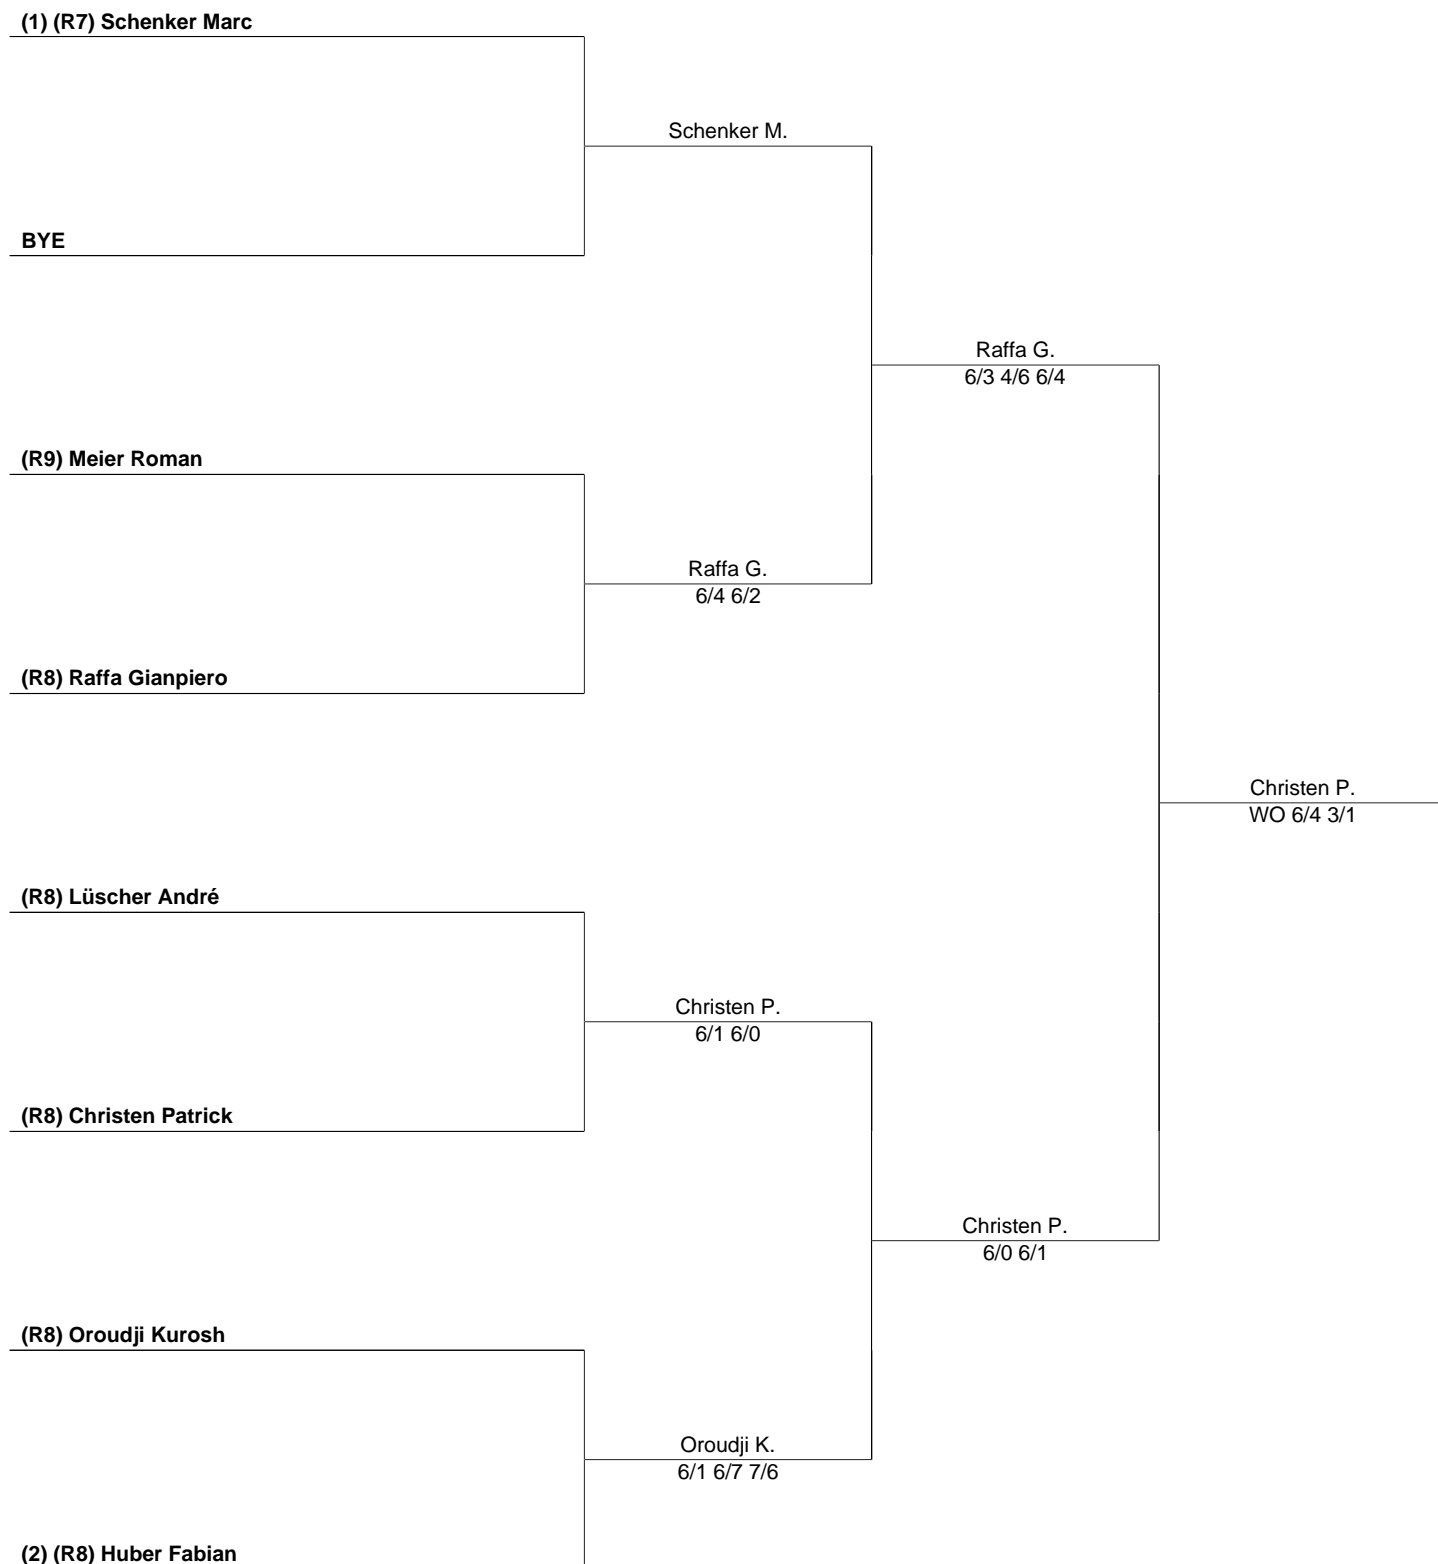 (1) (R7) Schenker Marc
Schenker M.
BYE
Raffa G.
6/3 4/6 6/4
(R9) Meier Roman
Raffa G.
6/4 6/2
(R8) Raffa Gianpiero
Christen P.
WO 6/4 3/1
(R8) Lüscher André
Christen P.
6/1 6/0
(R8) Christen Patrick
Christen P.
6/0 6/1
(R8) Oroudji Kurosh
Oroudji K.
6/1 6/7 7/6
(2) (R8) Huber Fabian